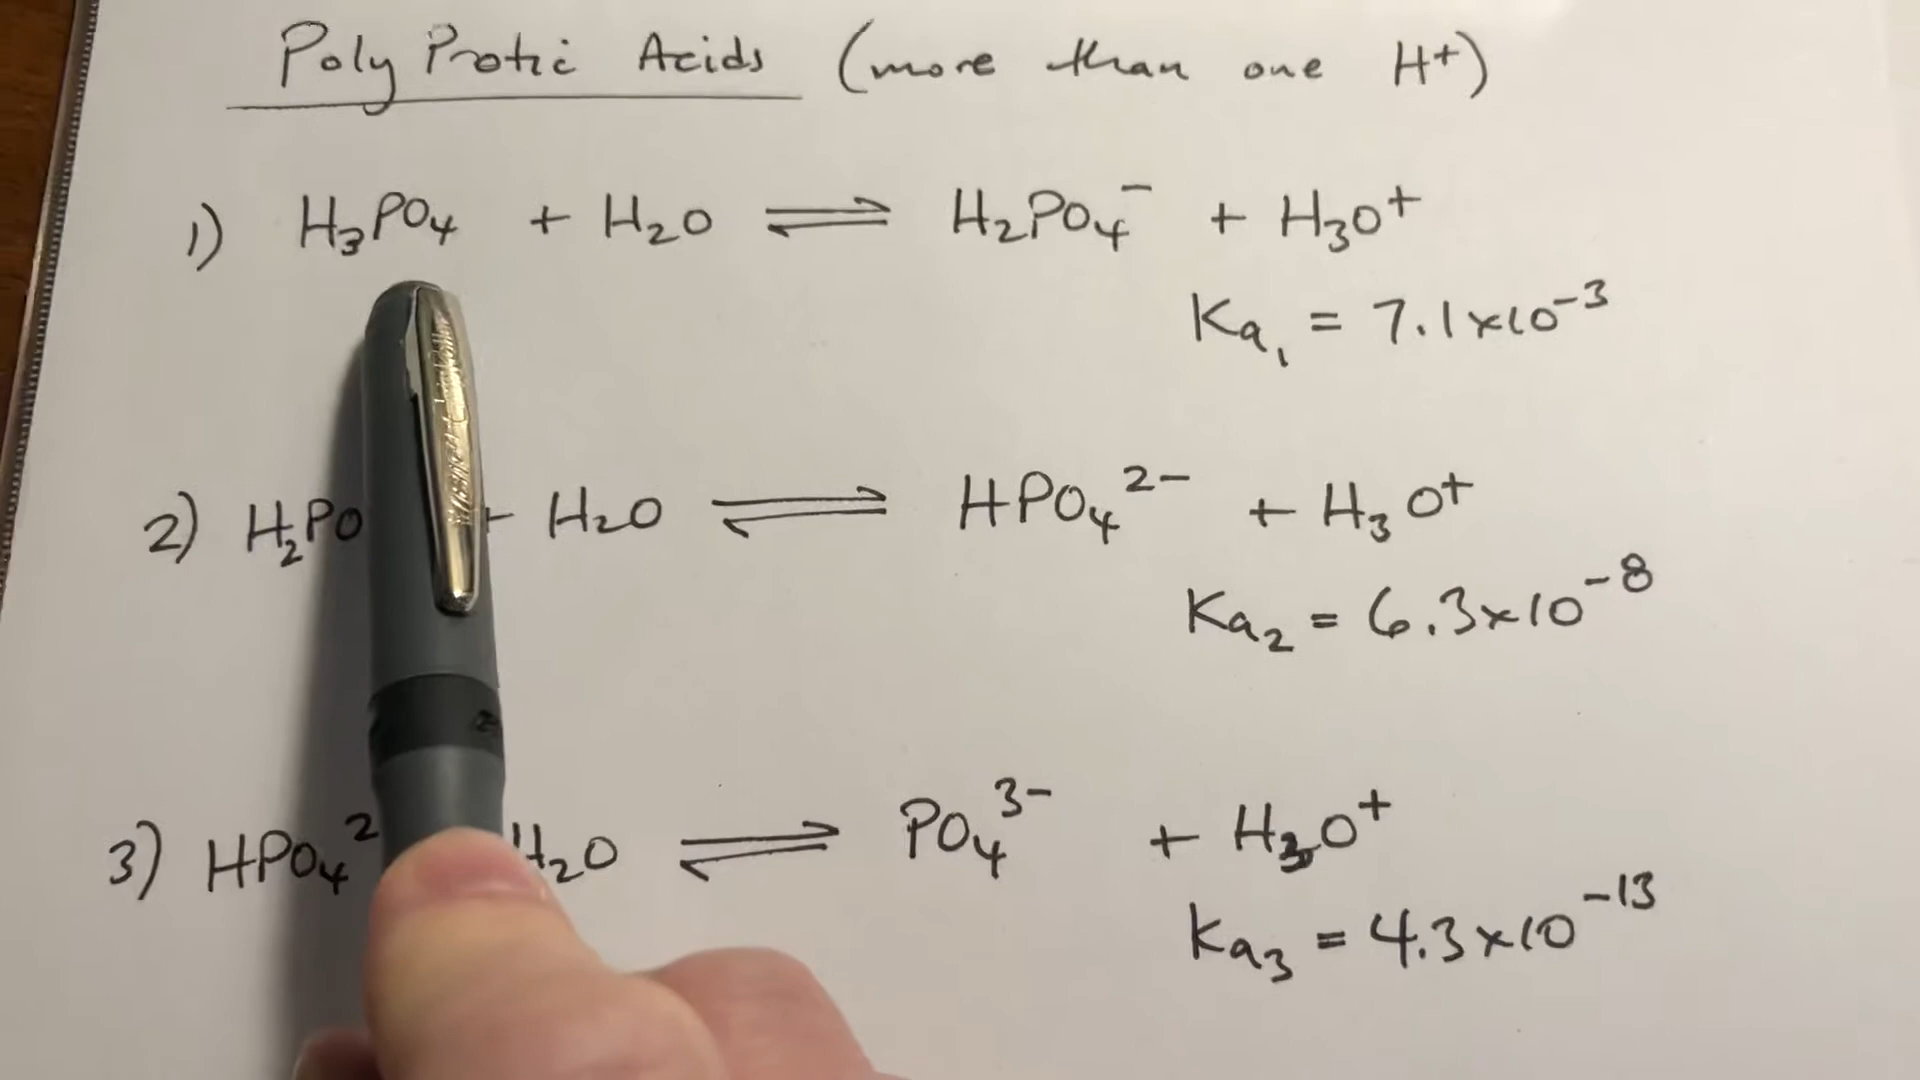 Poly Protic Acids (more than one H⁺)
1) H₃PO₄ + H₂O ⇌ H₂PO₄⁻ + H₃O⁺
Ka₁ = 7.1×10⁻³
2) H₂PO + H₂O ⇌ HPO₄²⁻ + H₃O⁺
Ka₂ = 6.3×10⁻⁸
3) HPO₄² H₂O ⇌ PO₄³⁻ + H₃O⁺
Ka₃ = 4.3×10⁻¹³